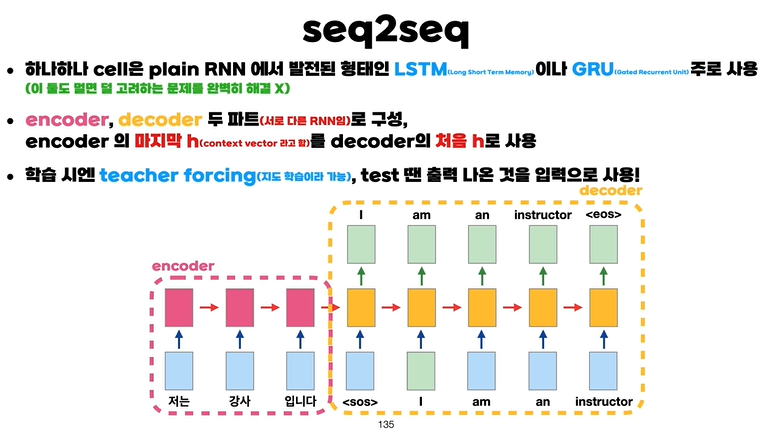 seq2seq
• 하나하나 cell은 plain RNN 에서 발전된 형태인 LSTM(Long Short Term Memory)이나 GRU(Gated Recurrent Unit) 주로 사용
(이 둘도 멀면 덜 고려하는 문제를 완벽히 해결 X)
• encoder, decoder 두 파트(서로 다른 RNN임)로 구성,
encoder 의 마지막 h(context vector 라고 함)를 decoder의 처음 h로 사용
• 학습 시엔 teacher forcing(지도 학습이라 가능), test 땐 출력 나온 것을 입력으로 사용!
decoder
I am an instructor <eos>
encoder
저는 강사 입니다 <sos> I am an instructor
135